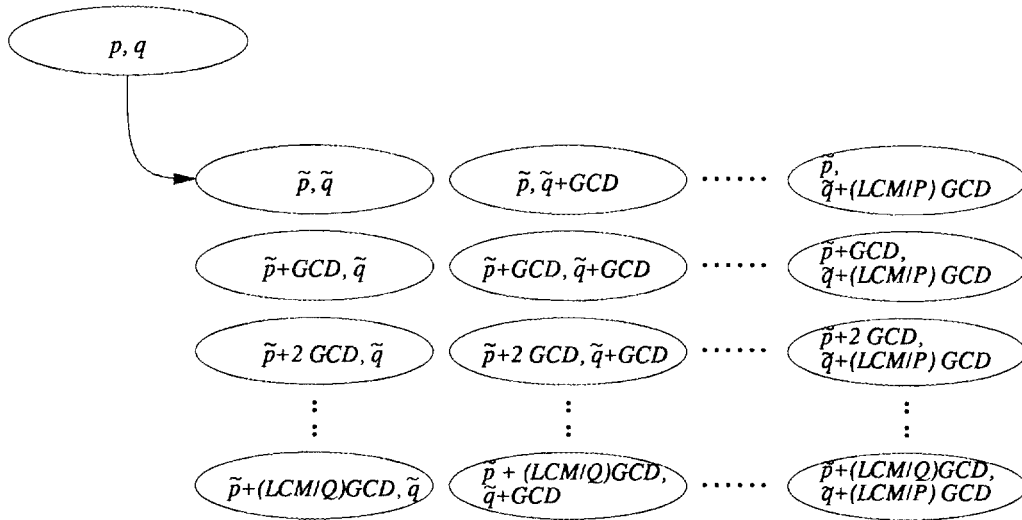 p, q
p̃, q̃
p̃, q̃+GCD
......
p̃,
q̃+(LCM/P) GCD
p̃+GCD, q̃
p̃+GCD, q̃+GCD
......
p̃+GCD,
q̃+(LCM/P) GCD
p̃+2 GCD, q̃
p̃+2 GCD, q̃+GCD
......
p̃+2 GCD,
q̃+(LCM/P) GCD
p̃+(LCM/Q)GCD, q̃
p̃ + (LCM/Q)GCD,
q̃+GCD
......
p̃+(LCM/Q)GCD,
q̃+(LCM/P) GCD